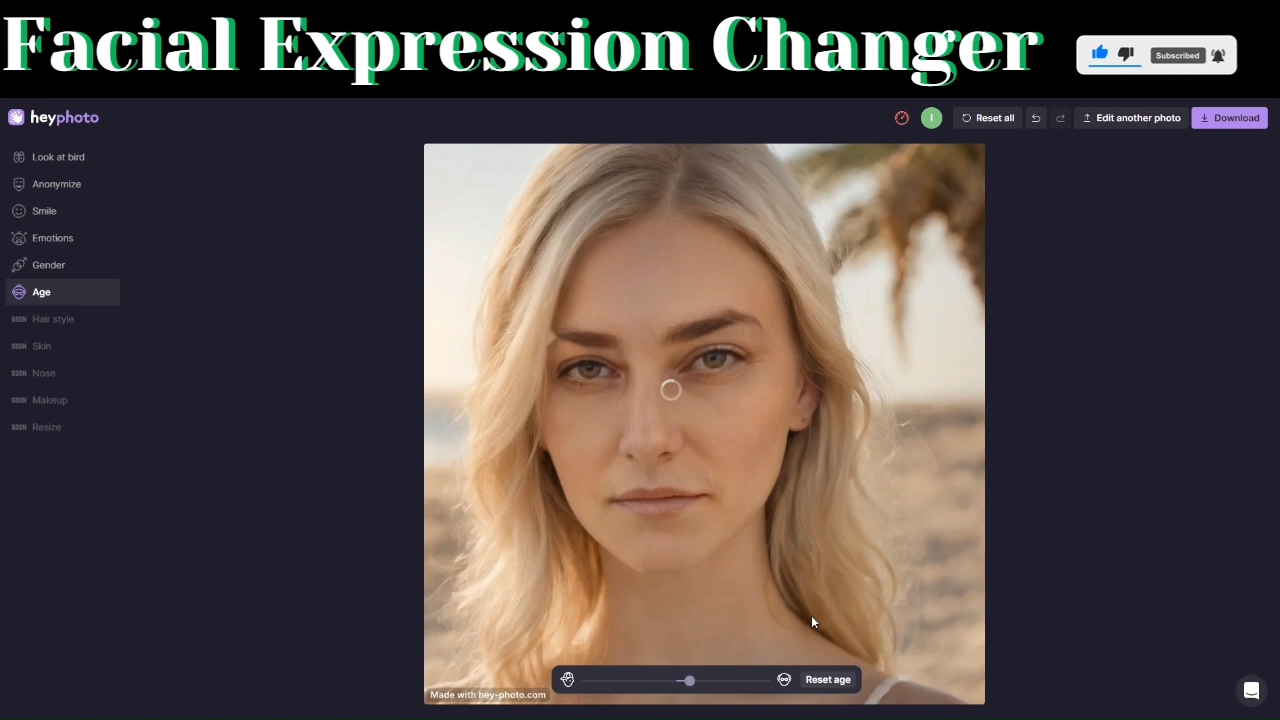 Facial Expression Changer
Subscribed
heyphoto
I
Reset all
Edit another photo
Download
Look at bird
Anonymize
Smile
Emotions
Gender
Age
SOON Hair style
SOON Skin
SOON Nose
SOON Makeup
SOON Resize
Reset age
Made with hey-photo.com